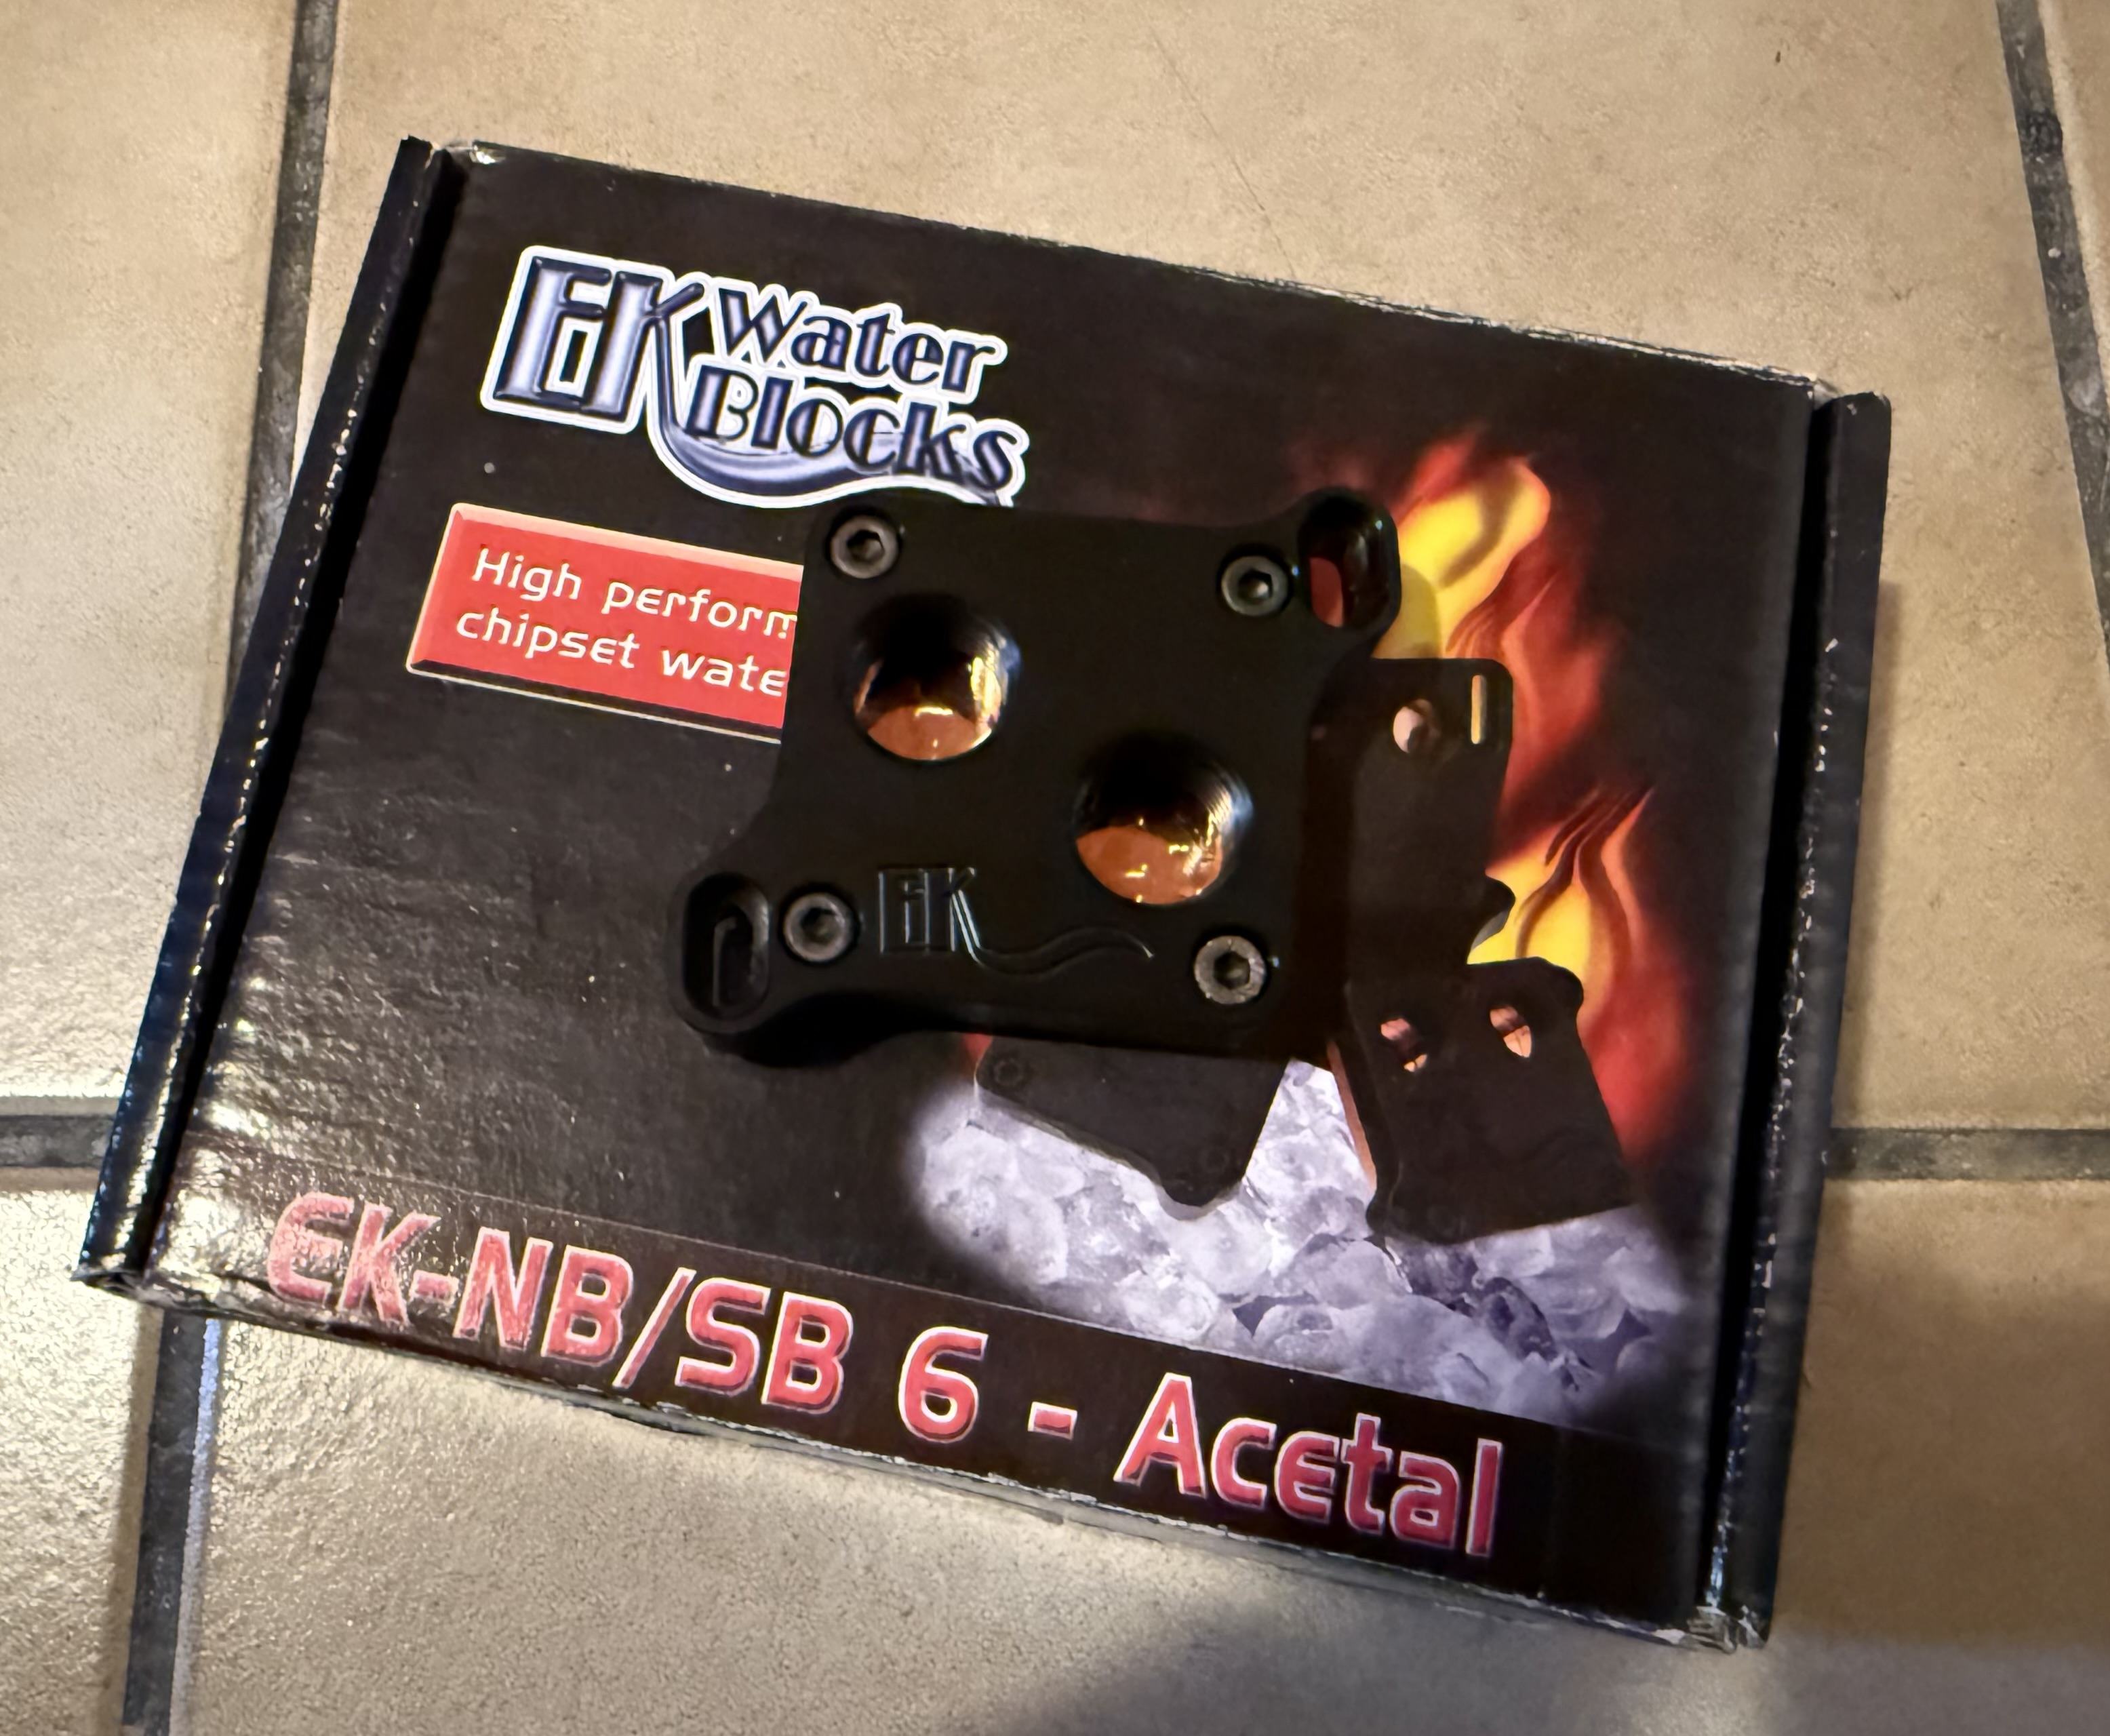 EK Water
Blocks
High perform
chipset wate
EK
EK-NB/SB 6 - Acetal